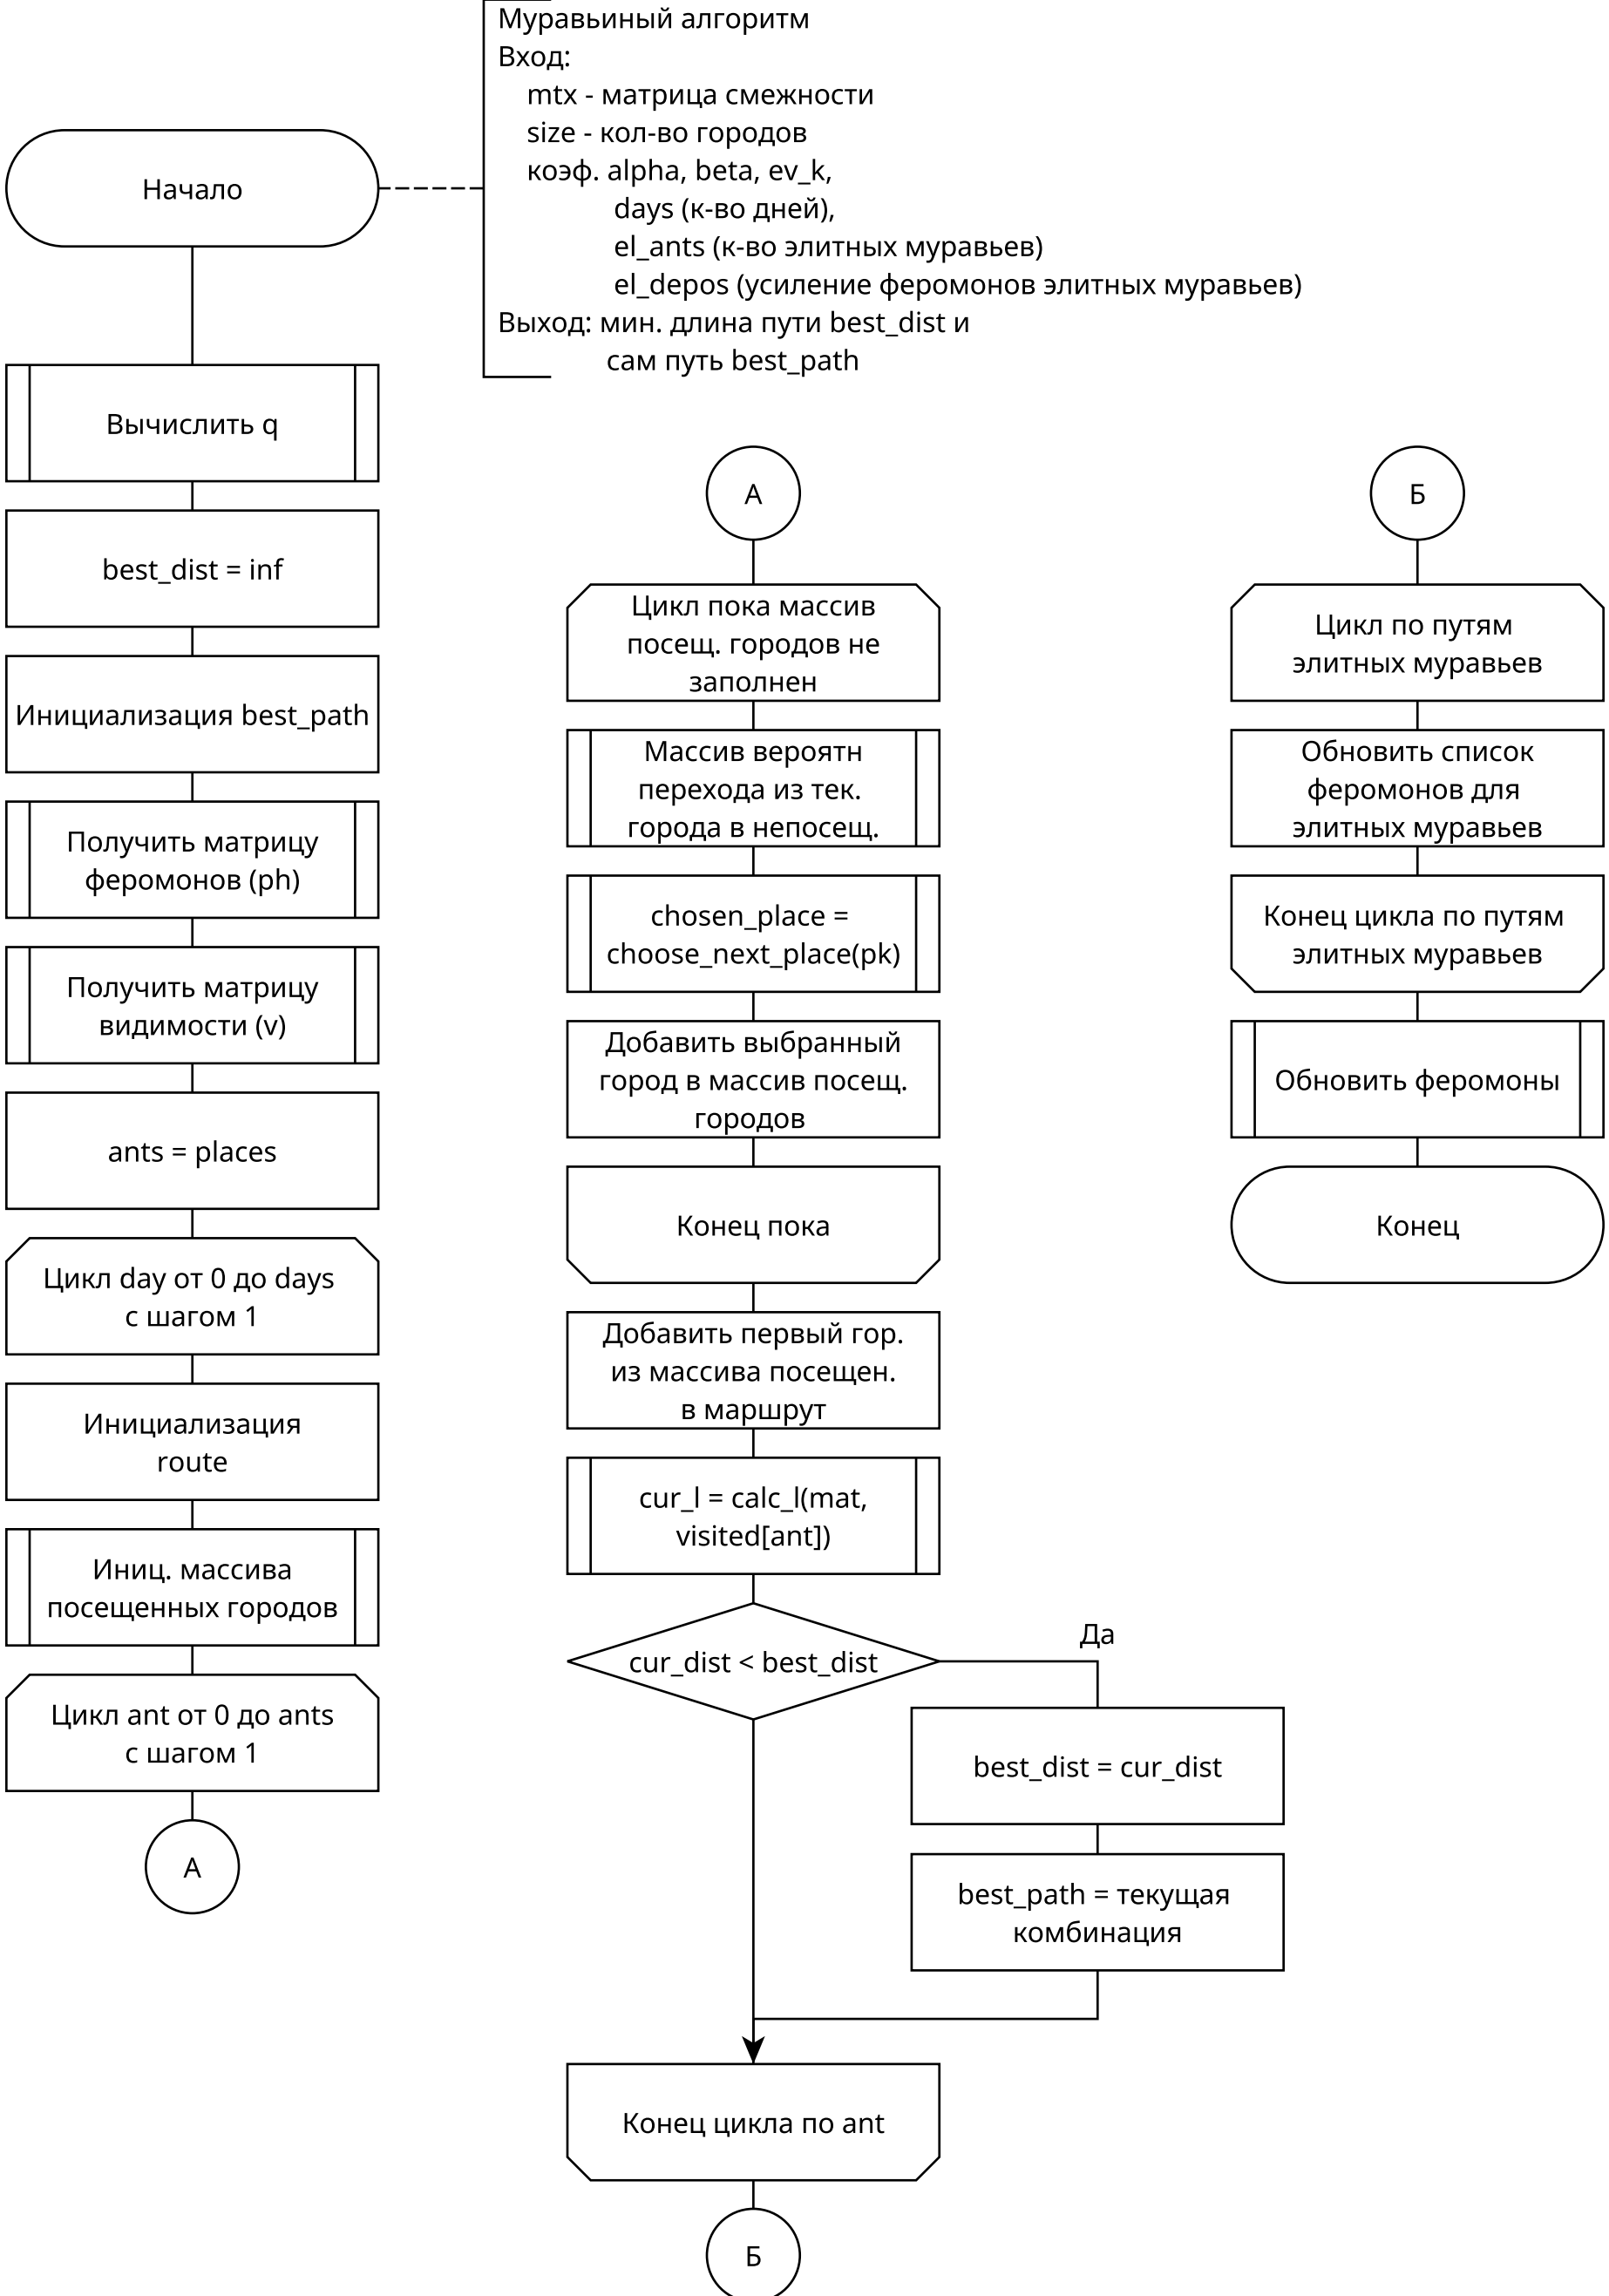 Муравьиный алгоритм
Вход:
mtx - матрица смежности
size - кол-во городов
коэф. alpha, beta, ev_k,
days (к-во дней),
el_ants (к-во элитных муравьев)
el_depos (усиление феромонов элитных муравьев)
Выход: мин. длина пути best_dist и
сам путь best_path
Начало
Вычислить q
best_dist = inf
Инициализация best_path
Получить матрицу
феромонов (ph)
Получить матрицу
видимости (v)
ants = places
Цикл day от 0 до days
с шагом 1
Инициализация
route
Иниц. массива
посещенных городов
Цикл ant от 0 до ants
с шагом 1
А
А
Цикл пока массив
посещ. городов не
заполнен
Массив вероятн
перехода из тек.
города в непосещ.
chosen_place =
choose_next_place(pk)
Добавить выбранный
город в массив посещ.
городов
Конец пока
Добавить первый гор.
из массива посещен.
в маршрут
cur_l = calc_l(mat,
visited[ant])
cur_dist < best_dist
Да
best_dist = cur_dist
best_path = текущая
комбинация
Конец цикла по ant
Б
Б
Цикл по путям
элитных муравьев
Обновить список
феромонов для
элитных муравьев
Конец цикла по путям
элитных муравьев
Обновить феромоны
Конец